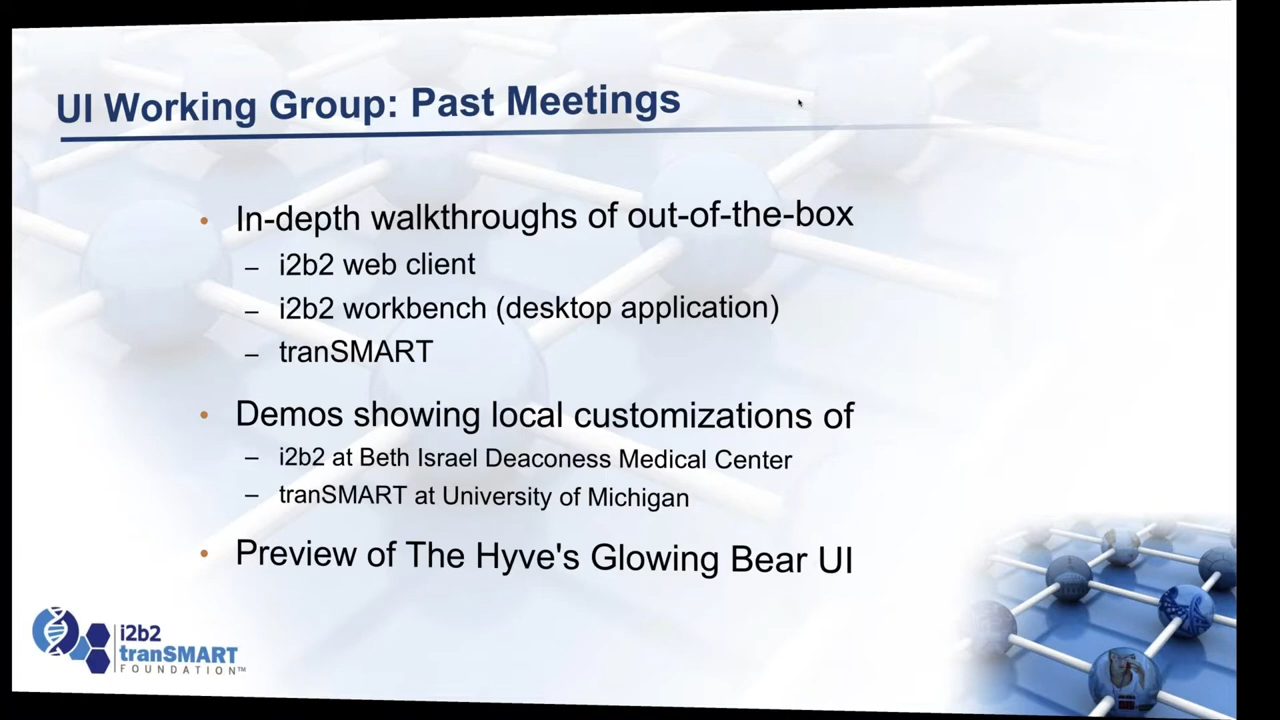 UI Working Group: Past Meetings
• In-depth walkthroughs of out-of-the-box
– i2b2 web client
– i2b2 workbench (desktop application)
– tranSMART
• Demos showing local customizations of
– i2b2 at Beth Israel Deaconess Medical Center
– tranSMART at University of Michigan
• Preview of The Hyve's Glowing Bear UI
i2b2
tranSMART
FOUNDATION™